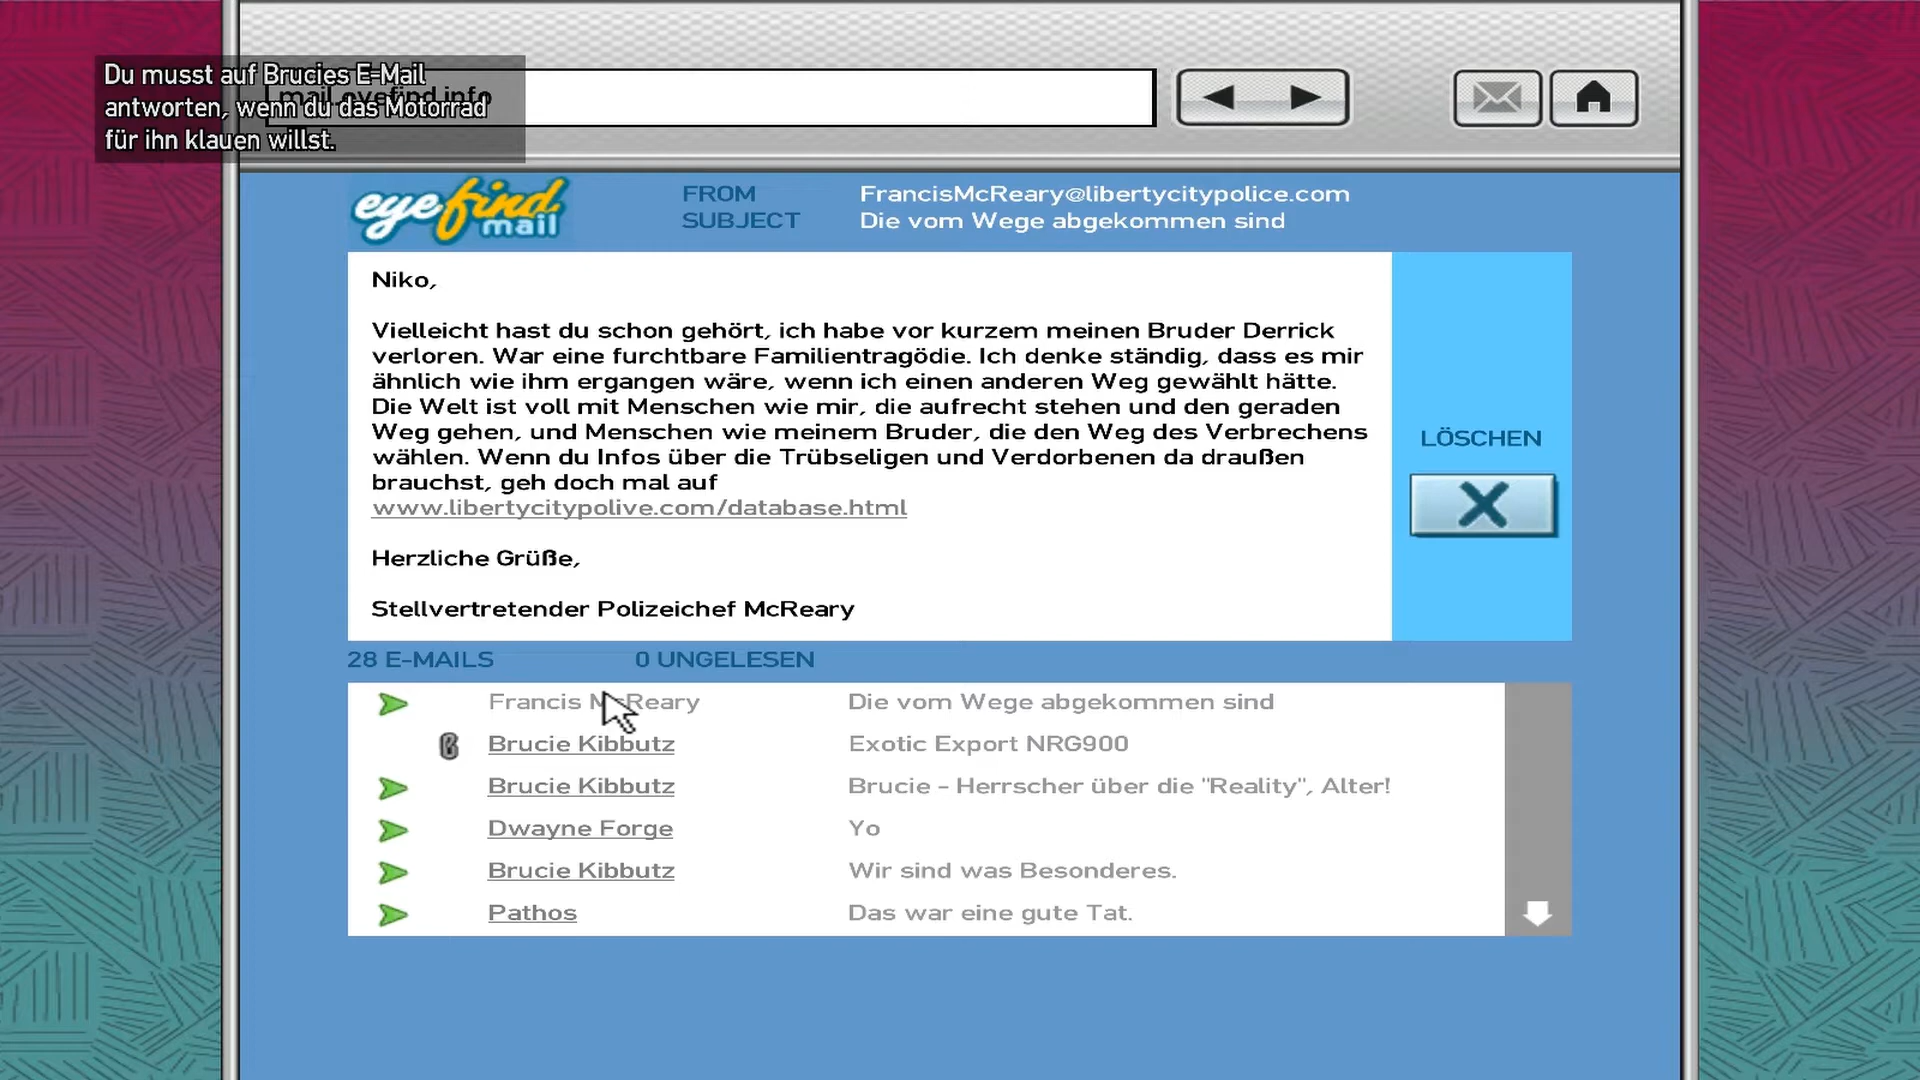 Du musst auf Brucies E-Mail
antworten, wenn du das Motorrad
für ihn klauen willst.
mail.eyefind.info
eyefind
mail
FROM FrancisMcReary@libertycitypolice.com
SUBJECT Die vom Wege abgekommen sind
Niko,
Vielleicht hast du schon gehört, ich habe vor kurzem meinen Bruder Derrick
verloren. War eine furchtbare Familientragödie. Ich denke ständig, dass es mir
ähnlich wie ihm ergangen wäre, wenn ich einen anderen Weg gewählt hätte.
Die Welt ist voll mit Menschen wie mir, die aufrecht stehen und den geraden
Weg gehen, und Menschen wie meinem Bruder, die den Weg des Verbrechens
wählen. Wenn du Infos über die Trübseligen und Verdorbenen da draußen
brauchst, geh doch mal auf
www.libertycitypolive.com/database.html
Herzliche Grüße,
Stellvertretender Polizeichef McReary
LÖSCHEN
28 E-MAILS 0 UNGELESEN
Francis McReary Die vom Wege abgekommen sind
Brucie Kibbutz Exotic Export NRG900
Brucie Kibbutz Brucie - Herrscher über die "Reality", Alter!
Dwayne Forge Yo
Brucie Kibbutz Wir sind was Besonderes.
Pathos Das war eine gute Tat.